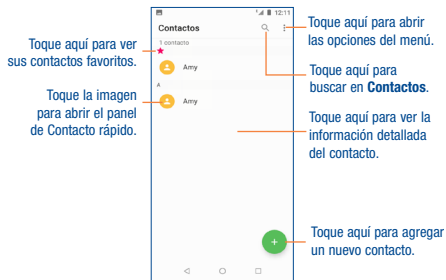 12:11
Contactos
1 contacto
Amy
A
Amy
Toque aquí para ver
sus contactos favoritos.
Toque la imagen
para abrir el panel
de Contacto rápido.
Toque aquí para abrir
las opciones del menú.
Toque aquí para
buscar en Contactos.
Toque aquí para ver la
información detallada
del contacto.
Toque aquí para agregar
un nuevo contacto.